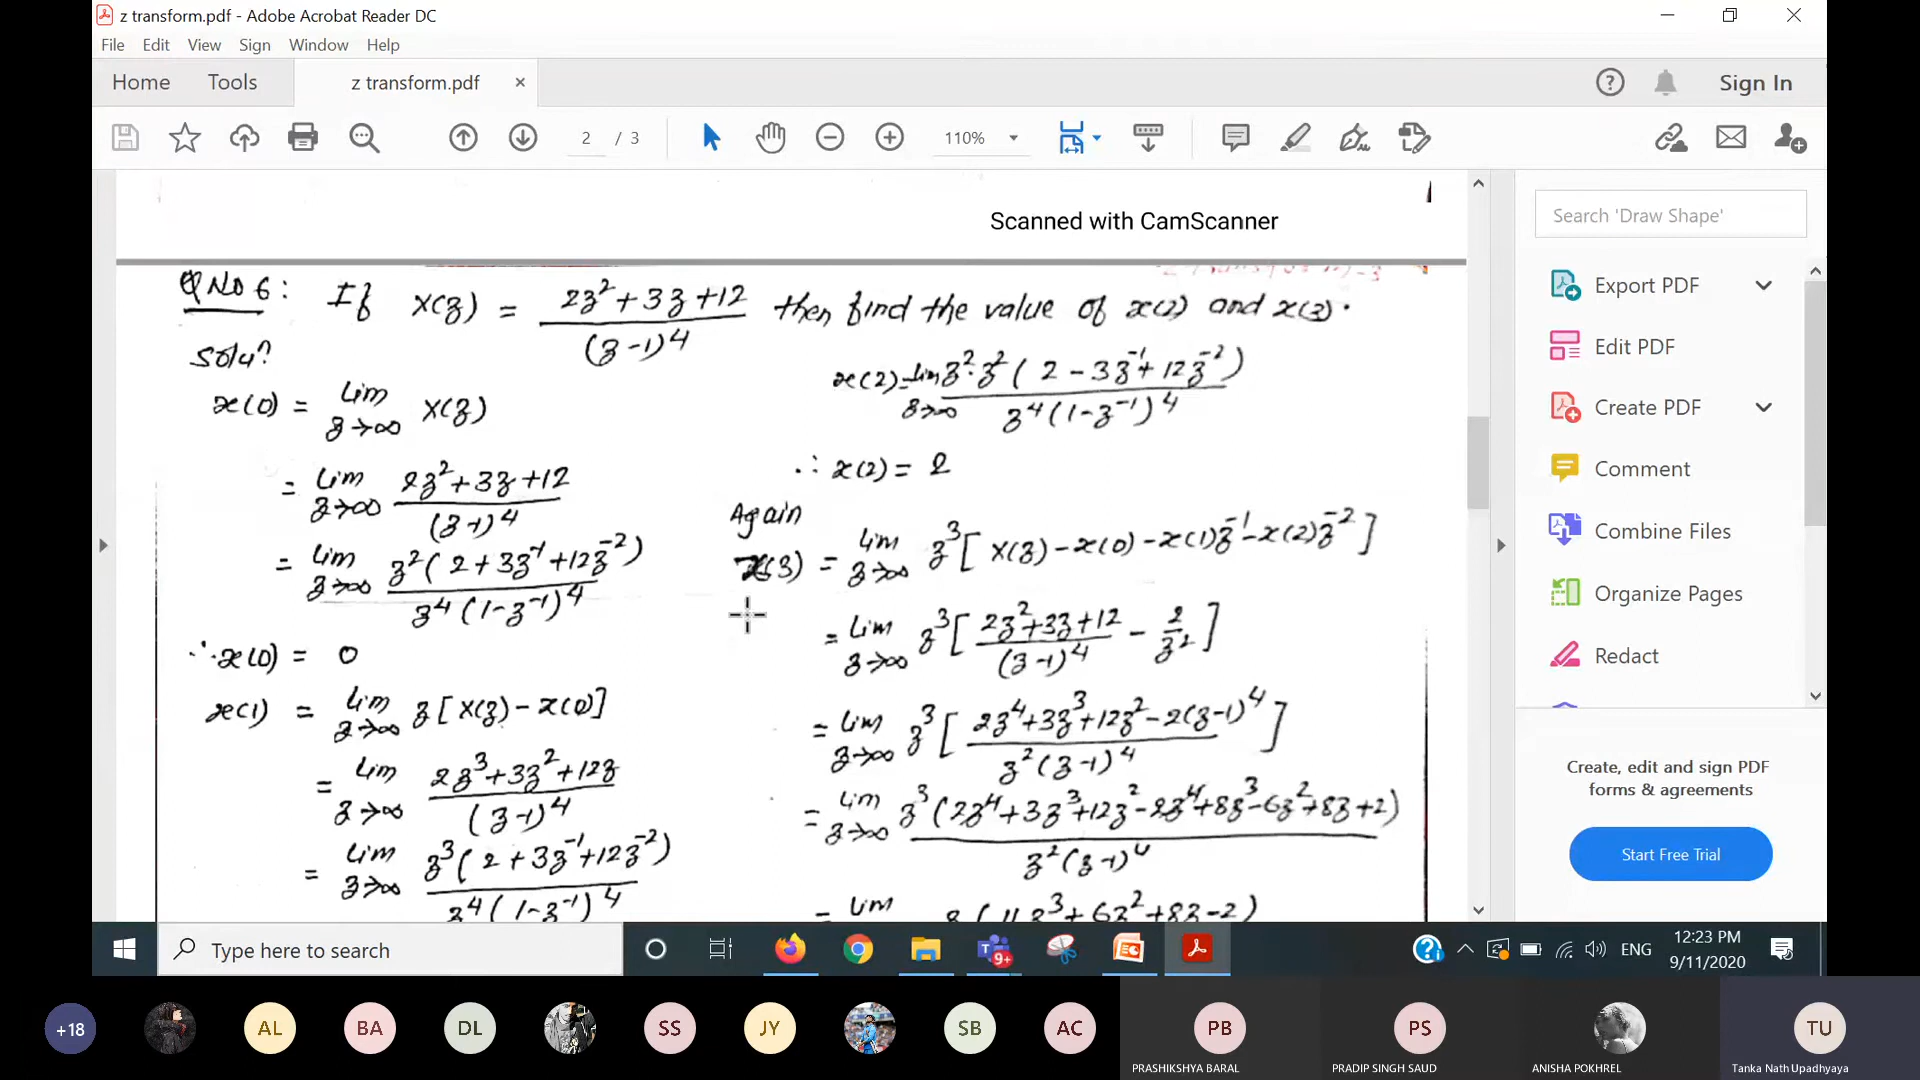 z transform.pdf - Adobe Acrobat Reader DC
File Edit View Sign Window Help
Home Tools z transform.pdf × Sign In
2 / 3 110%
Scanned with CamScanner
Q NO 6: If X(z) = (2z² + 3z + 12) / (z - 1)⁴ then find the value of x(2) and x(3).
Soluⁿ
x(0) = lim z→∞ X(z)
= lim z→∞ (2z² + 3z + 12) / (z-1)⁴
= lim z→∞ z²(2 + 3z⁻¹ + 12z⁻²) / z⁴(1 - z⁻¹)⁴
∴ x(0) = 0
x(1) = lim z→∞ z[X(z) - x(0)]
= lim z→∞ (2z³ + 3z² + 12z) / (z - 1)⁴
= lim z→∞ z³(2 + 3z⁻¹ + 12z⁻²) / z⁴(1 - z⁻¹)⁴
x(2) = lim z→∞ z²·z²(2 - 3z⁻¹ + 12z⁻²) / z⁴(1 - z⁻¹)⁴
∴ x(2) = 2
Again
x(3) = lim z→∞ z³[X(z) - x(0) - x(1)z⁻¹ - x(2)z⁻²]
= lim z→∞ z³[(2z² + 3z + 12) / (z - 1)⁴ - 2/z²]
= lim z→∞ z³[(2z⁴ + 3z³ + 12z² - 2(z-1)⁴) / z²(z-1)⁴]
= lim z→∞ z³(2z⁴ + 3z³ + 12z² - 2z⁴ + 8z³ - 6z² + 8z + 2) / z²(z-1)⁴
= lim z(11z³ + 6z² + 8z - 2)
Search 'Draw Shape'
Export PDF
Edit PDF
Create PDF
Comment
Combine Files
Organize Pages
Redact
Create, edit and sign PDF
forms & agreements
Start Free Trial
Type here to search
9+
ENG
12:23 PM
9/11/2020
+18 AL BA DL SS JY SB AC PB PS TU
PRASHIKSHYA BARAL PRADIP SINGH SAUD ANISHA POKHREL Tanka Nath Upadhyaya